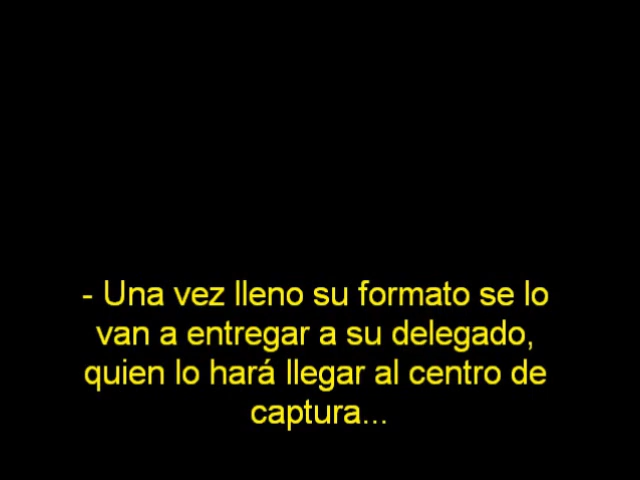 - Una vez lleno su formato se lo
van a entregar a su delegado,
quien lo hará llegar al centro de
captura...